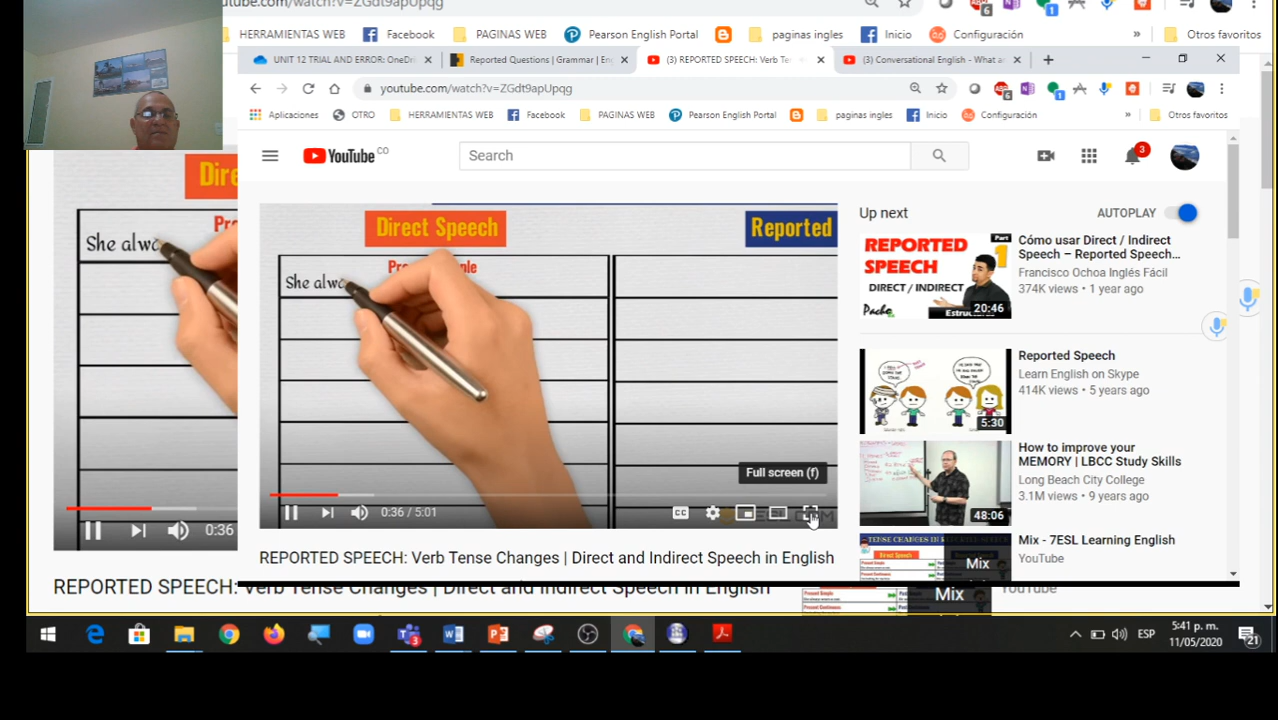 /watch?v=ZGdt9apUpqg
HERRAMIENTAS WEB Facebook PAGINAS WEB Pearson English Portal paginas ingles Inicio Configuración » Otros favoritos
UNIT 12 TRIAL AND ERROR: OneDri × Reported Questions | Grammar | En × (3) REPORTED SPEECH: Verb Te × (3) Conversational English - What a × +
youtube.com/watch?v=ZGdt9apUpqg
Aplicaciones OTRO HERRAMIENTAS WEB Facebook PAGINAS WEB Pearson English Portal paginas ingles Inicio Configuración » Otros favoritos
YouTube CO
Search
3
Direct Speech
Reported
She alwa
Up next
AUTOPLAY
REPORTED SPEECH
DIRECT / INDIRECT
Pacho
Part 1
20:46
Cómo usar Direct / Indirect
Speech – Reported Speech...
Francisco Ochoa Inglés Fácil
374K views • 1 year ago
5:30
Reported Speech
Learn English on Skype
414K views • 5 years ago
48:06
How to improve your
MEMORY | LBCC Study Skills
Long Beach City College
3.1M views • 9 years ago
Mix
Mix - 7ESL Learning English
YouTube
Full screen (f)
0:36 / 5:01
REPORTED SPEECH: Verb Tense Changes | Direct and Indirect Speech in English
She alwa
0:36
REPORTED SPEECH: Verb Tense Changes | Direct and Indirect Speech in English
Mix
YouTube
ESP
5:41 p. m.
11/05/2020
21